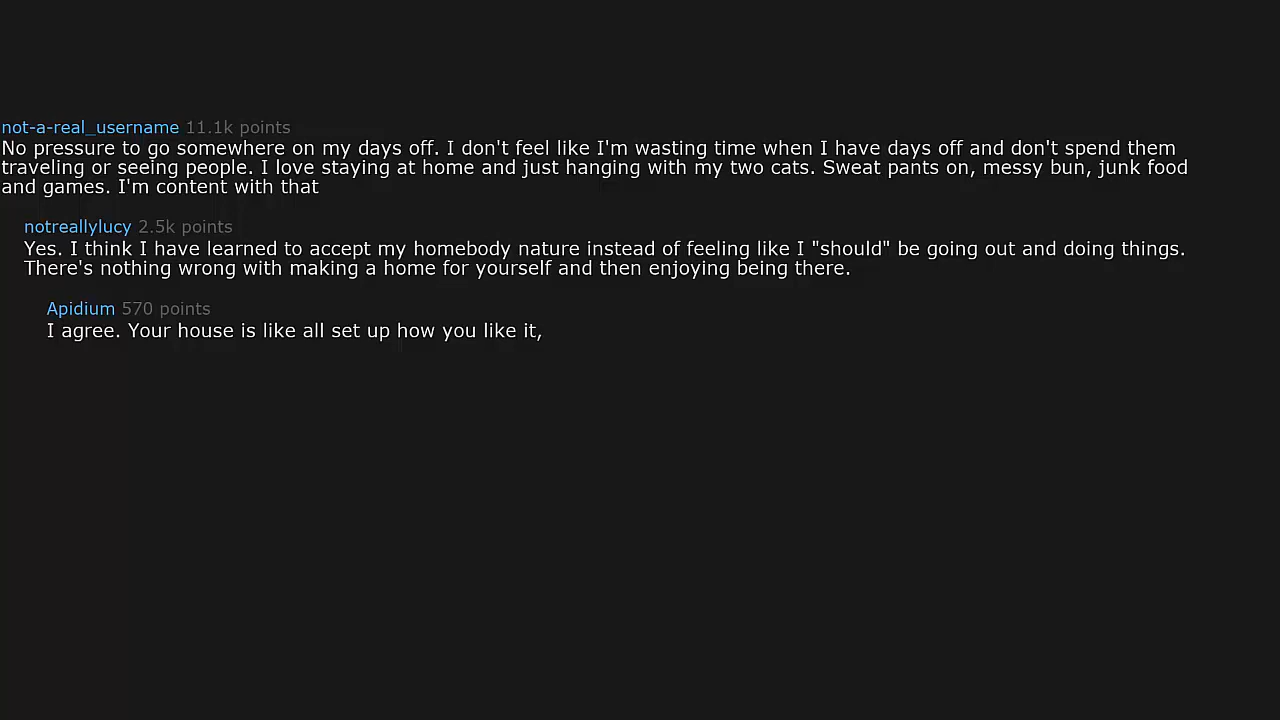 not-a-real_username 11.1k points
No pressure to go somewhere on my days off. I don't feel like I'm wasting time when I have days off and don't spend them
traveling or seeing people. I love staying at home and just hanging with my two cats. Sweat pants on, messy bun, junk food
and games. I'm content with that
notreallylucy 2.5k points
Yes. I think I have learned to accept my homebody nature instead of feeling like I "should" be going out and doing things.
There's nothing wrong with making a home for yourself and then enjoying being there.
Apidium 570 points
I agree. Your house is like all set up how you like it,